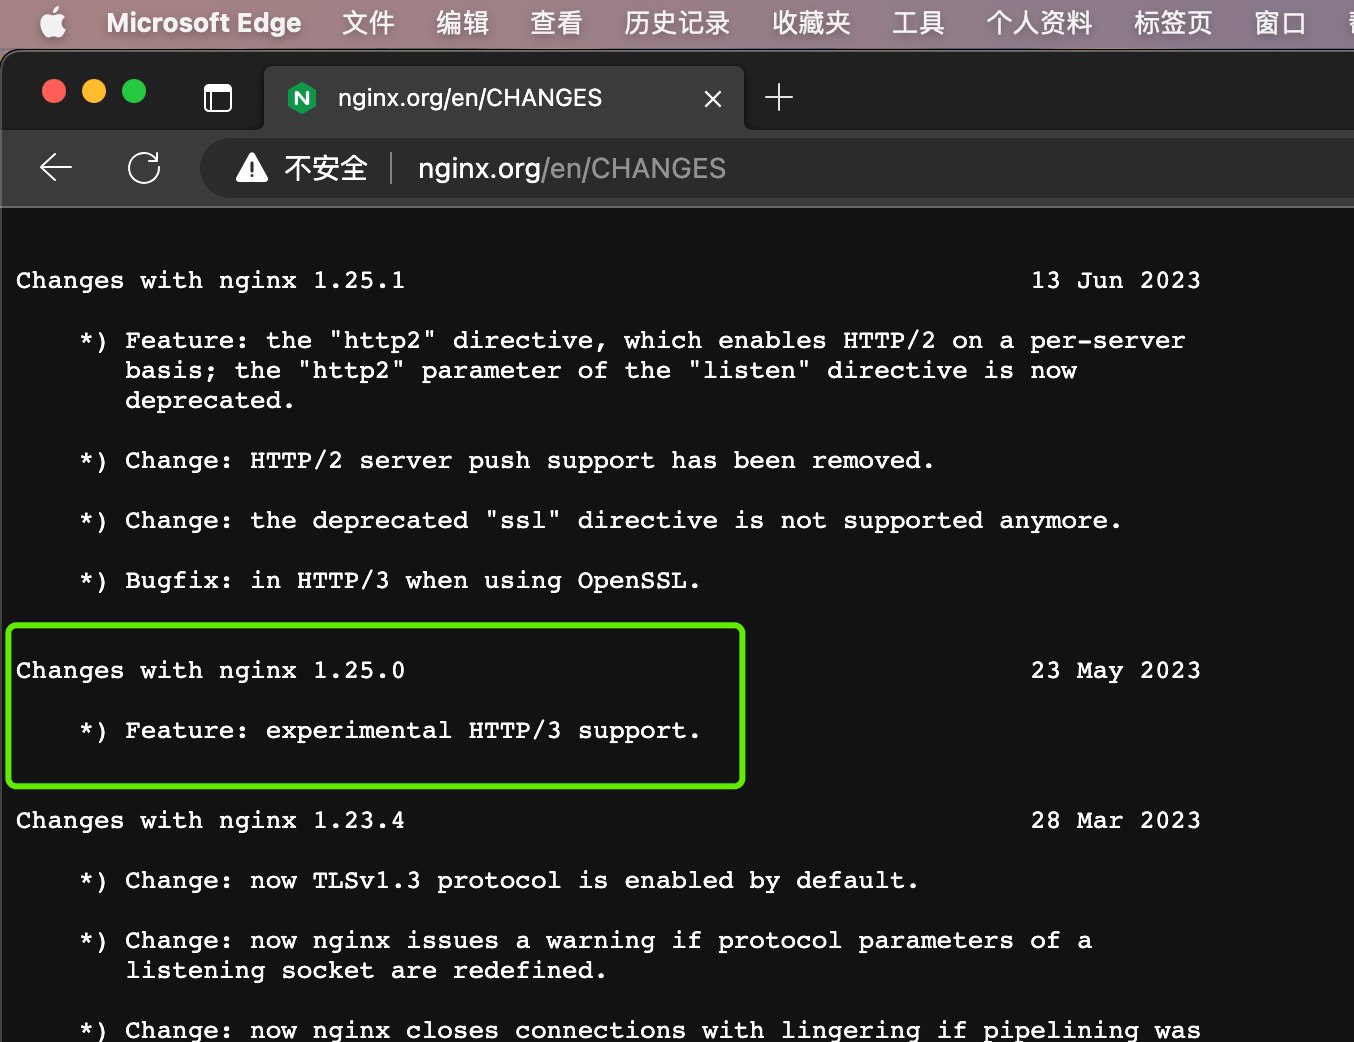 Microsoft Edge 文件 编辑 查看 历史记录 收藏夹 工具 个人资料 标签页 窗口
nginx.org/en/CHANGES
不安全 nginx.org/en/CHANGES
Changes with nginx 1.25.1 13 Jun 2023
*) Feature: the "http2" directive, which enables HTTP/2 on a per-server
basis; the "http2" parameter of the "listen" directive is now
deprecated.
*) Change: HTTP/2 server push support has been removed.
*) Change: the deprecated "ssl" directive is not supported anymore.
*) Bugfix: in HTTP/3 when using OpenSSL.
Changes with nginx 1.25.0 23 May 2023
*) Feature: experimental HTTP/3 support.
Changes with nginx 1.23.4 28 Mar 2023
*) Change: now TLSv1.3 protocol is enabled by default.
*) Change: now nginx issues a warning if protocol parameters of a
listening socket are redefined.
*) Change: now nginx closes connections with lingering if pipelining was